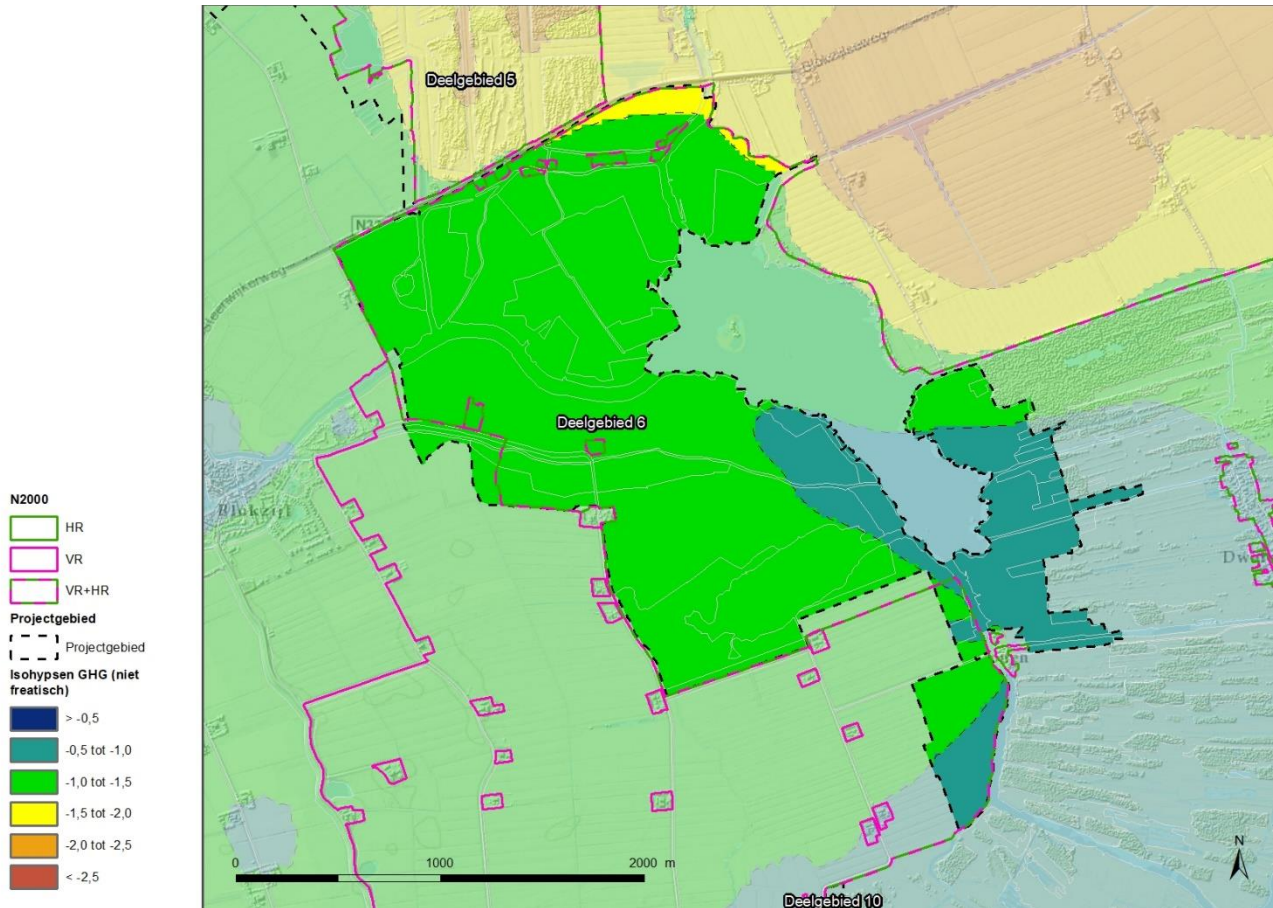 Deelgebied 5
Deelgebied 6
Blokzijl
N2000
HR
VR
VR+HR
Projectgebied
Projectgebied
Isohypsen GHG (niet
freatisch)
> -0,5
-0,5 tot -1,0
-1,0 tot -1,5
-1,5 tot -2,0
-2,0 tot -2,5
< -2,5
0 1000 2000 m
N
Deelgebied 10